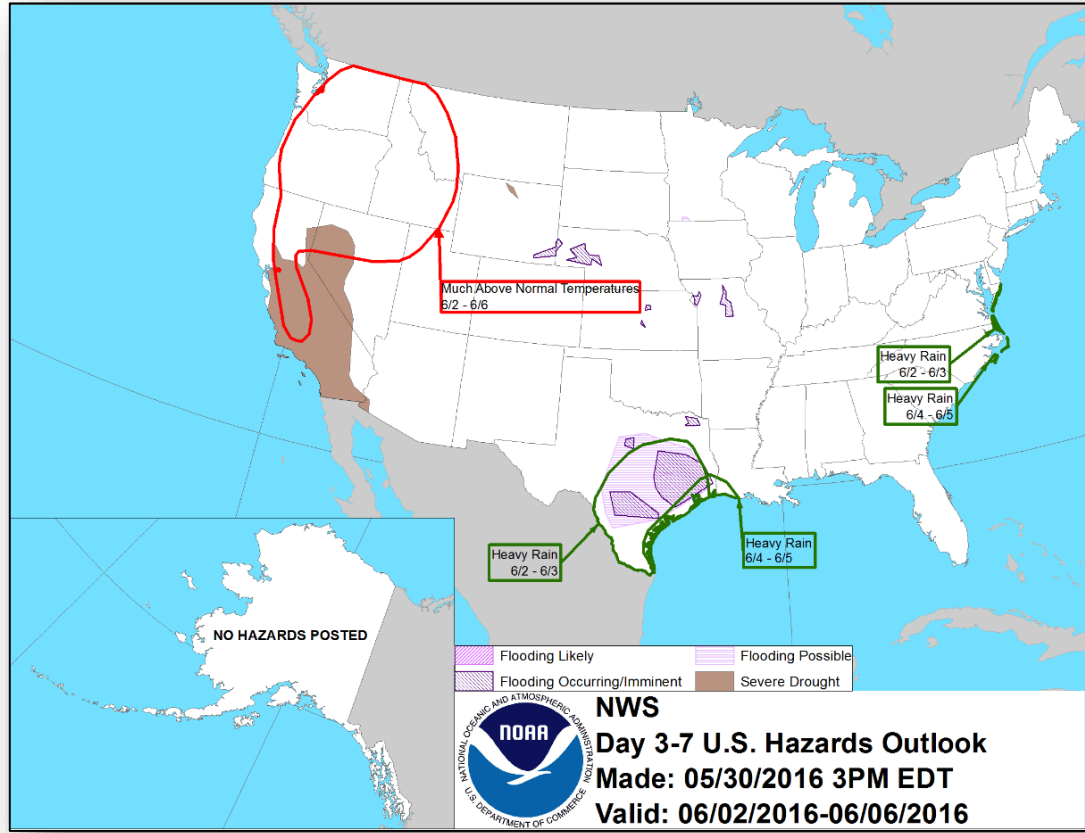 Much Above Normal Temperatures
6/2 - 6/6
Heavy Rain
6/2 - 6/3
Heavy Rain
6/4 - 6/5
Heavy Rain
6/2 - 6/3
Heavy Rain
6/4 - 6/5
NO HAZARDS POSTED
Flooding Likely
Flooding Possible
Flooding Occurring/Imminent
Severe Drought
NATIONAL OCEANIC AND ATMOSPHERIC ADMINISTRATION
NOAA
U.S. DEPARTMENT OF COMMERCE
NWS
Day 3-7 U.S. Hazards Outlook
Made: 05/30/2016 3PM EDT
Valid: 06/02/2016-06/06/2016